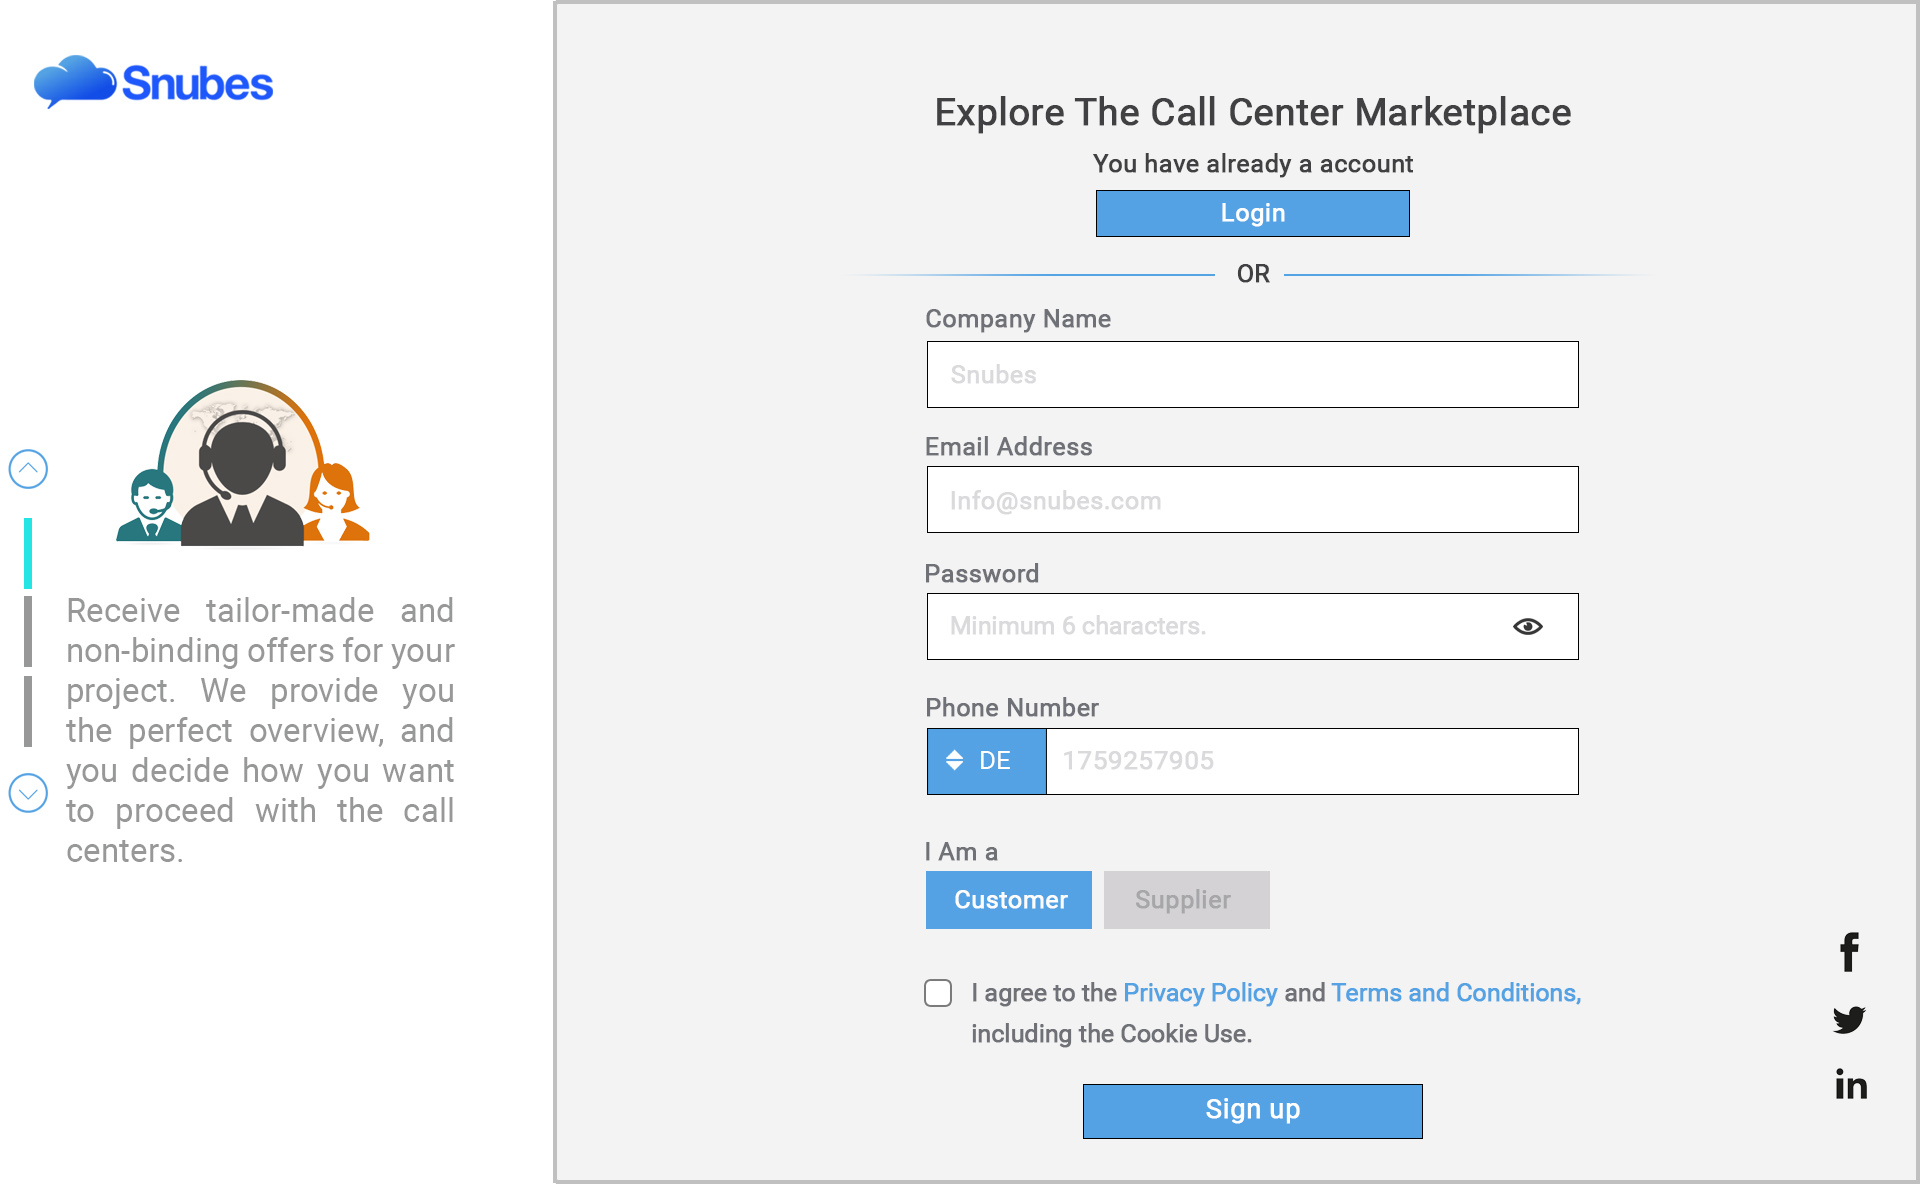 Snubes
Receive tailor-made and
non-binding offers for your
project. We provide you
the perfect overview, and
you decide how you want
to proceed with the call
centers.
Explore The Call Center Marketplace
You have already a account
Login
OR
Company Name
Snubes
Email Address
Info@snubes.com
Password
Minimum 6 characters.
Phone Number
DE 1759257905
I Am a
Customer Supplier
I agree to the Privacy Policy and Terms and Conditions,
including the Cookie Use.
Sign up